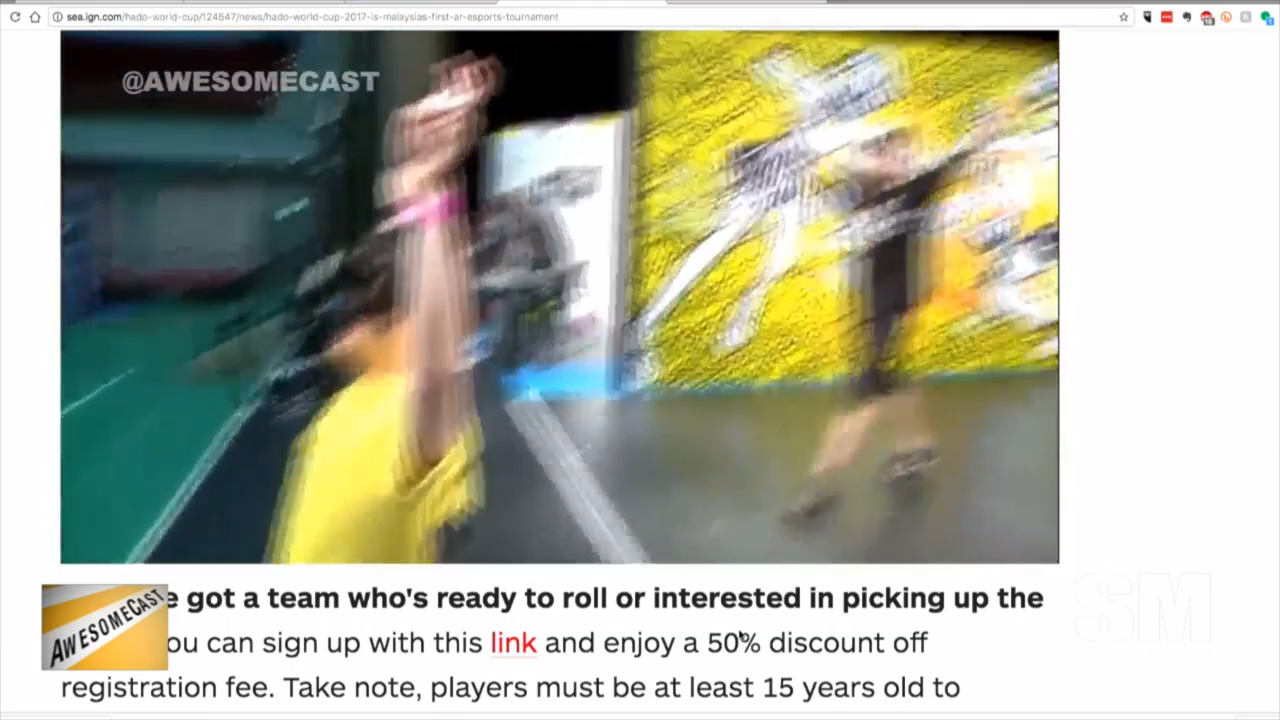 sea.ign.com/hado-world-cup/124547/news/hado-world-cup-2017-is-malaysias-first-ar-esports-tournament
@AWESOMECAST
e got a team who's ready to roll or interested in picking up the
AWESOMECAST
ou can sign up with this link and enjoy a 50% discount off
SM
registration fee. Take note, players must be at least 15 years old to